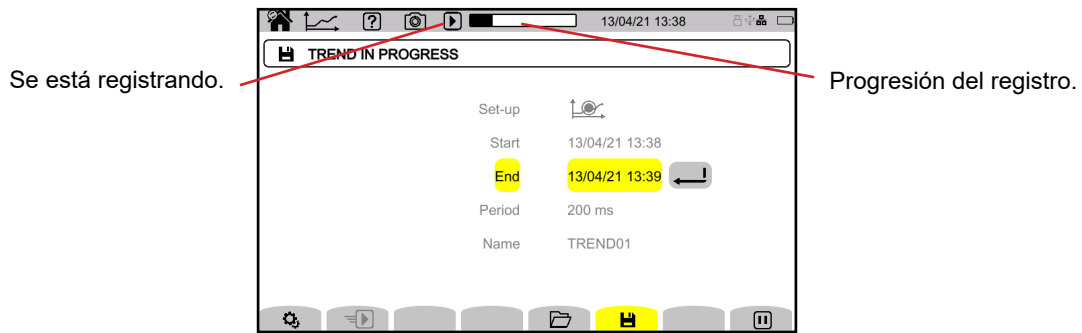 13/04/21 13:38
TREND IN PROGRESS
Se está registrando.
Progresión del registro.
Set-up
Start 13/04/21 13:38
End 13/04/21 13:39
Period 200 ms
Name TREND01